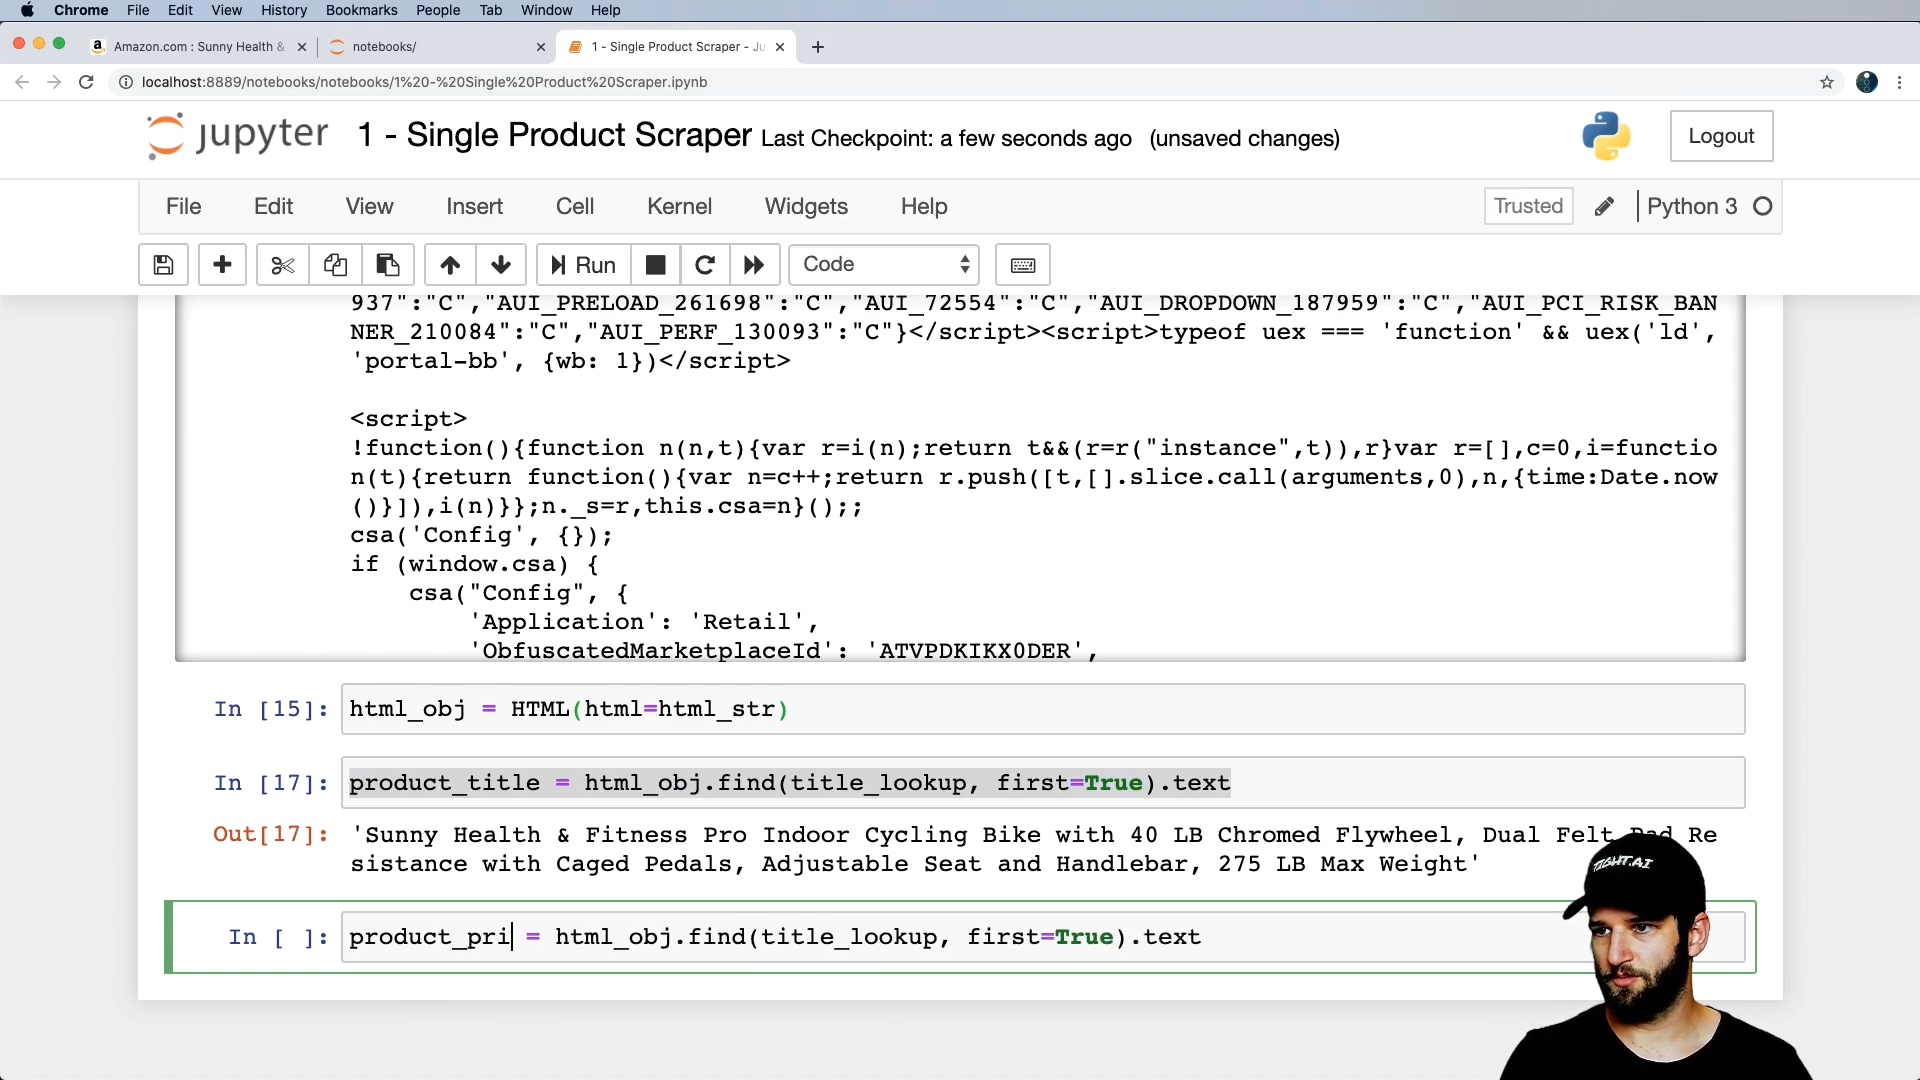 Chrome File Edit View History Bookmarks People Tab Window Help
Amazon.com : Sunny Health &
notebooks/
1 - Single Product Scraper - Ju
localhost:8889/notebooks/notebooks/1%20-%20Single%20Product%20Scraper.ipynb
jupyter 1 - Single Product Scraper Last Checkpoint: a few seconds ago (unsaved changes) Logout
File Edit View Insert Cell Kernel Widgets Help Trusted Python 3
Run Code
937":"C","AUI_PRELOAD_261698":"C","AUI_72554":"C","AUI_DROPDOWN_187959":"C","AUI_PCI_RISK_BAN
NER_210084":"C","AUI_PERF_130093":"C"}</script><script>typeof uex === 'function' && uex('ld',
'portal-bb', {wb: 1})</script>
<script>
!function(){function n(n,t){var r=i(n);return t&&(r=r("instance",t)),r}var r=[],c=0,i=functio
n(t){return function(){var n=c++;return r.push([t,[].slice.call(arguments,0),n,{time:Date.now
()}]),i(n)}};n._s=r,this.csa=n}();;
csa('Config', {});
if (window.csa) {
csa("Config", {
'Application': 'Retail',
'ObfuscatedMarketplaceId': 'ATVPDKIKX0DER',
In [15]: html_obj = HTML(html=html_str)
In [17]: product_title = html_obj.find(title_lookup, first=True).text
Out[17]: 'Sunny Health & Fitness Pro Indoor Cycling Bike with 40 LB Chromed Flywheel, Dual Felt Pad Re
sistance with Caged Pedals, Adjustable Seat and Handlebar, 275 LB Max Weight'
In [ ]: product_pri = html_obj.find(title_lookup, first=True).text
TIGHT.AI